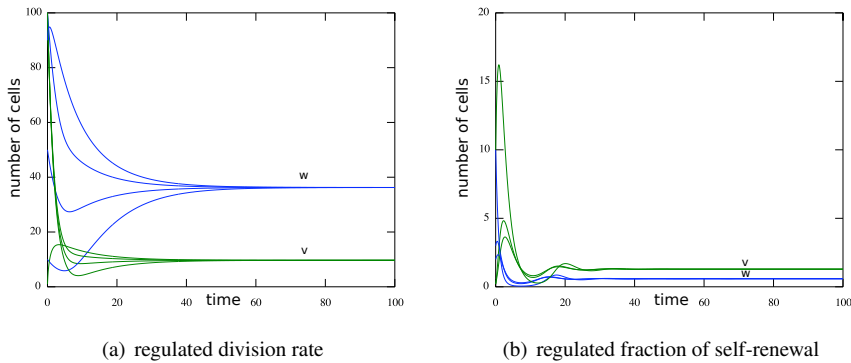 100
80
60
40
20
0
number of cells
w
v
0 20 40 60 80 100
time
(a) regulated division rate
20
15
10
5
0
number of cells
v
w
0 20 40 60 80 100
time
(b) regulated fraction of self-renewal